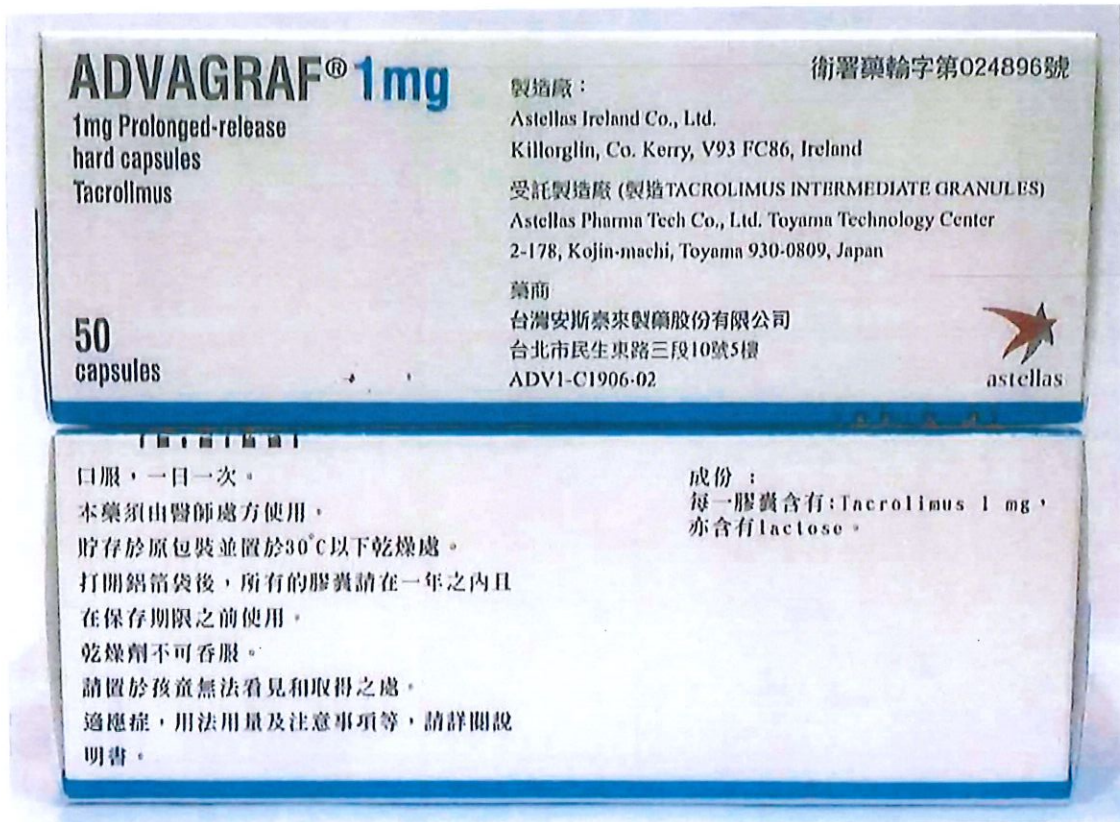 ADVAGRAF® 1mg
1mg Prolonged-release
hard capsules
Tacrolimus
50
capsules
製造廠：
Astellas Ireland Co., Ltd.
Killorglin, Co. Kerry, V93 FC86, Ireland
受託製造廠 (製造TACROLIMUS INTERMEDIATE GRANULES)
Astellas Pharma Tech Co., Ltd. Toyama Technology Center
2-178, Kojin-machi, Toyama 930-0809, Japan
藥商
台灣安斯泰來製藥股份有限公司
台北市民生東路三段10號5樓
ADV1-C1906-02
衛署藥輸字第024896號
astellas
口服，一日一次。
本藥須由醫師處方使用，
貯存於原包裝並置於30°C以下乾燥處。
打開鋁箔袋後，所有的膠囊請在一年之內且
在保存期限之前使用。
乾燥劑不可吞服。
請置於孩童無法看見和取得之處。
適應症，用法用量及注意事項等，請詳閱說
明書。
成份：
每一膠囊含有:Tacrolimus 1 mg，
亦含有lactose。